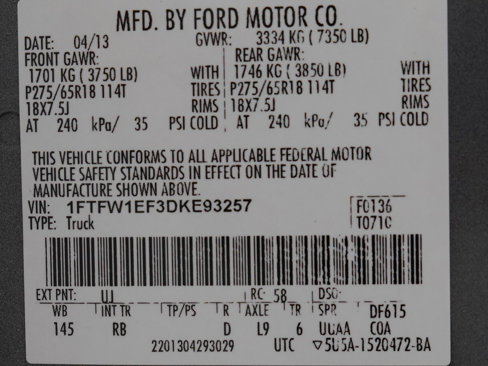 MFD. BY FORD MOTOR CO.
DATE: 04/13 GVWR: 3334 KG ( 7350 LB)
FRONT GAWR: REAR GAWR:
1701 KG ( 3750 LB) WITH 1746 KG ( 3850 LB) WITH
P275/65R18 114T TIRES P275/65R18 114T TIRES
18X7.5J RIMS 18X7.5J RIMS
AT 240 kPa/ 35 PSI COLD AT 240 kPa/ 35 PSI COLD
THIS VEHICLE CONFORMS TO ALL APPLICABLE FEDERAL MOTOR
VEHICLE SAFETY STANDARDS IN EFFECT ON THE DATE OF
MANUFACTURE SHOWN ABOVE.
VIN: 1FTFW1EF3DKE93257 F0136
TYPE: Truck T0710
EXT PNT: UJ RC: 58 DSO:
WB INT TR TP/PS R AXLE TR SPR DF615
145 RB D L9 6 UUAA COA
2201304293029 UTC ▽5U5A-1520472-BA